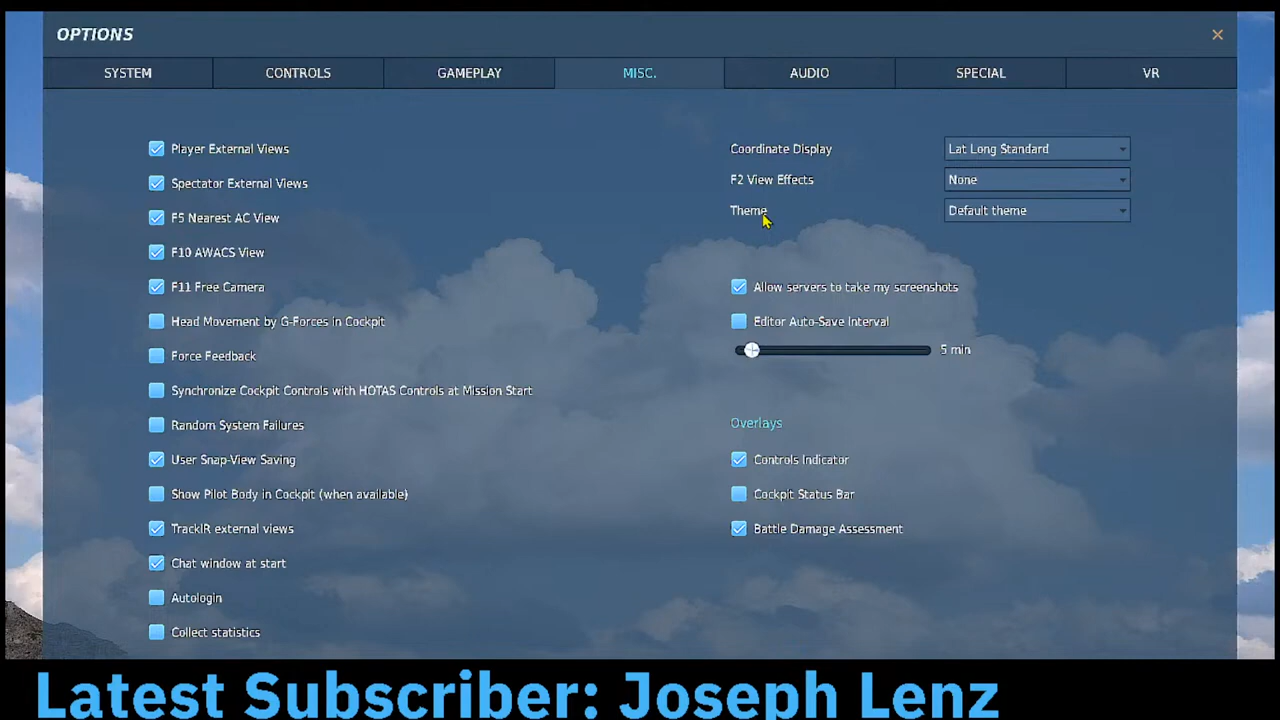 OPTIONS
SYSTEM CONTROLS GAMEPLAY MISC. AUDIO SPECIAL VR
Player External Views
Spectator External Views
F5 Nearest AC View
F10 AWACS View
F11 Free Camera
Head Movement by G-Forces in Cockpit
Force Feedback
Synchronize Cockpit Controls with HOTAS Controls at Mission Start
Random System Failures
User Snap-View Saving
Show Pilot Body in Cockpit (when available)
TrackIR external views
Chat window at start
Autologin
Collect statistics
Coordinate Display Lat Long Standard
F2 View Effects None
Theme Default theme
Allow servers to take my screenshots
Editor Auto-Save Interval
5 min
Overlays
Controls Indicator
Cockpit Status Bar
Battle Damage Assessment
Latest Subscriber: Joseph Lenz